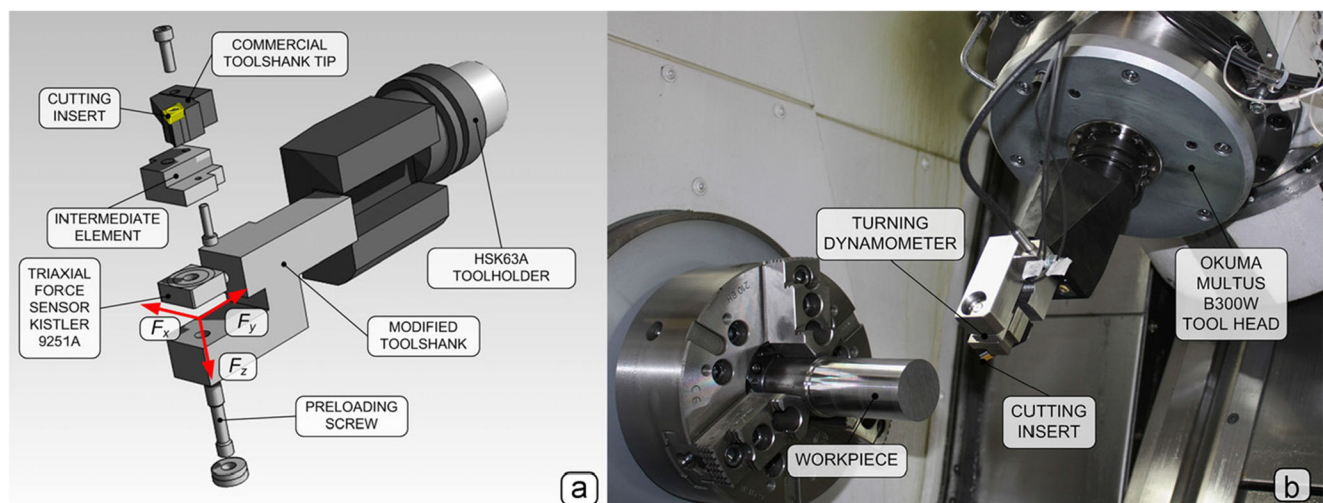 COMMERCIAL
TOOLSHANK TIP
CUTTING
INSERT
INTERMEDIATE
ELEMENT
TRIAXIAL
FORCE
SENSOR
KISTLER
9251A
Fx
Fy
Fz
HSK63A
TOOLHOLDER
MODIFIED
TOOLSHANK
PRELOADING
SCREW
a
TURNING
DYNAMOMETER
OKUMA
MULTUS
B300W
TOOL HEAD
CUTTING
INSERT
WORKPIECE
b